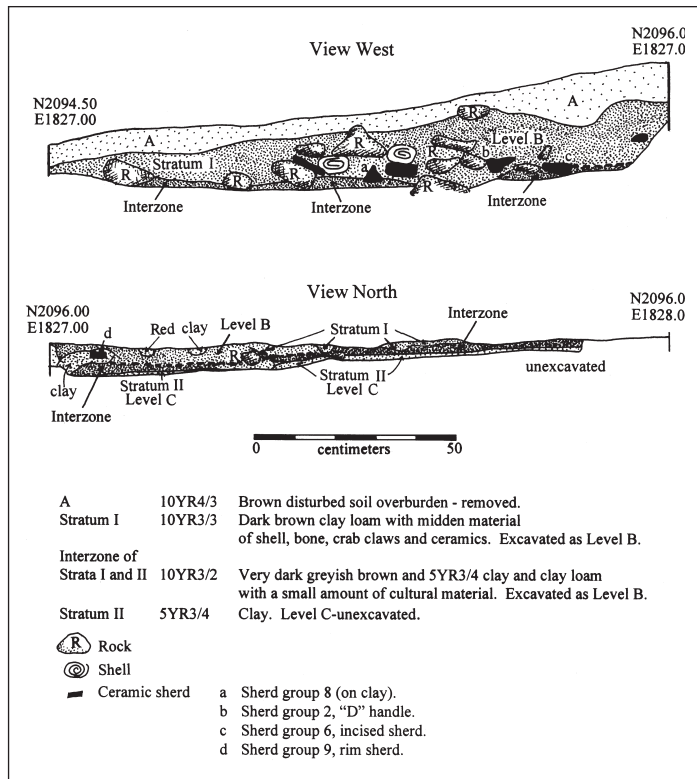 N2096.0
E1827.0
View West
N2094.50
E1827.00
A
A
R
R
Level B
Stratum I
b
c
R
R
R
a
R
R
Interzone
Interzone
Interzone
View North
N2096.00
E1827.00
N2096.0
E1828.0
Interzone
d
Red clay
Level B
Stratum I
R
clay
Stratum II
Level C
Stratum II
Level C
unexcavated
Interzone
0 centimeters 50
A 10YR4/3 Brown disturbed soil overburden - removed.
Stratum I 10YR3/3 Dark brown clay loam with midden material
of shell, bone, crab claws and ceramics. Excavated as Level B.
Interzone of
Strata I and II 10YR3/2 Very dark greyish brown and 5YR3/4 clay and clay loam
with a small amount of cultural material. Excavated as Level B.
Stratum II 5YR3/4 Clay. Level C-unexcavated.
R Rock
Shell
Ceramic sherd a Sherd group 8 (on clay).
b Sherd group 2, “D” handle.
c Sherd group 6, incised sherd.
d Sherd group 9, rim sherd.